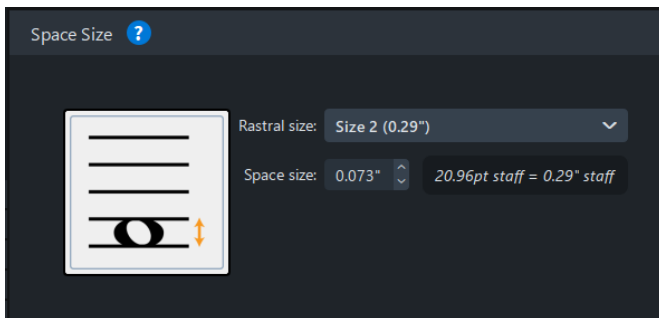 Space Size ?
Rastral size: Size 2 (0.29")
Space size: 0.073" 20.96pt staff = 0.29" staff